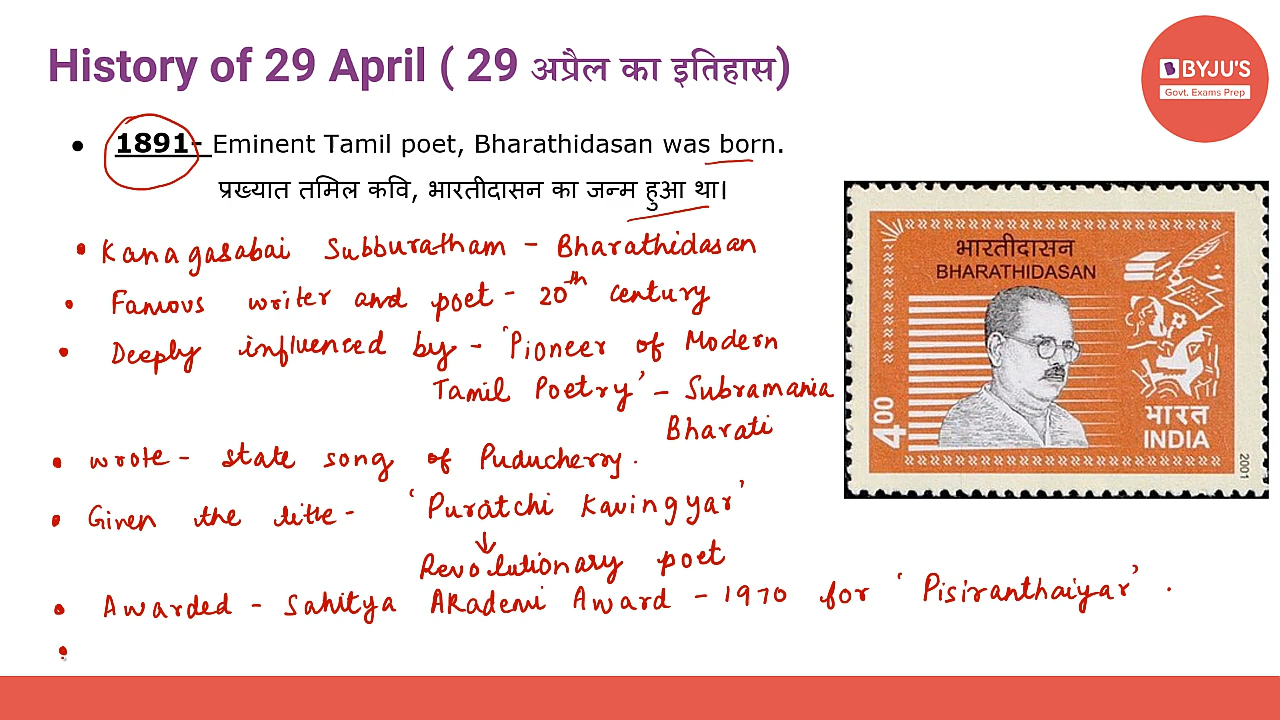 History of 29 April ( 29 अप्रैल का इतिहास)
BYJU'S
Govt. Exams Prep
• 1891- Eminent Tamil poet, Bharathidasan was born.
प्रख्यात तमिल कवि, भारतीदासन का जन्म हुआ था।
• Kanagasabai Subburatham - Bharathidasan
• Famous writer and poet - 20th century
• Deeply influenced by - 'Pioneer of Modern
Tamil Poetry' - Subramania
Bharati
• wrote - state song of Puducherry.
• Given the title - 'Puratchi Kavingyar'
↓
Revolutionary poet
• Awarded - Sahitya Akademi Award - 1970 for 'Pisiranthaiyar'.
•
भारतीदासन
BHARATHIDASAN
400
भारत
INDIA
2001